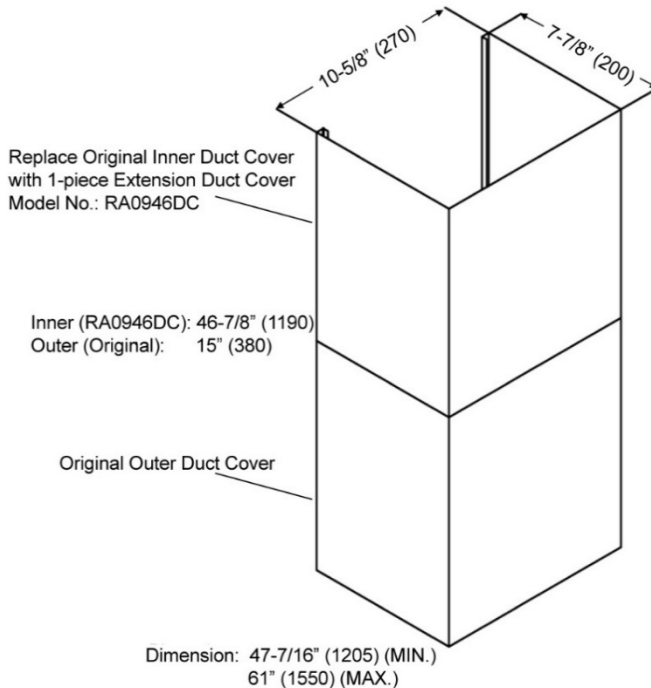 10-5/8” (270)
7-7/8” (200)
Replace Original Inner Duct Cover
with 1-piece Extension Duct Cover
Model No.: RA0946DC
Inner (RA0946DC): 46-7/8” (1190)
Outer (Original): 15” (380)
Original Outer Duct Cover
Dimension: 47-7/16” (1205) (MIN.)
61” (1550) (MAX.)